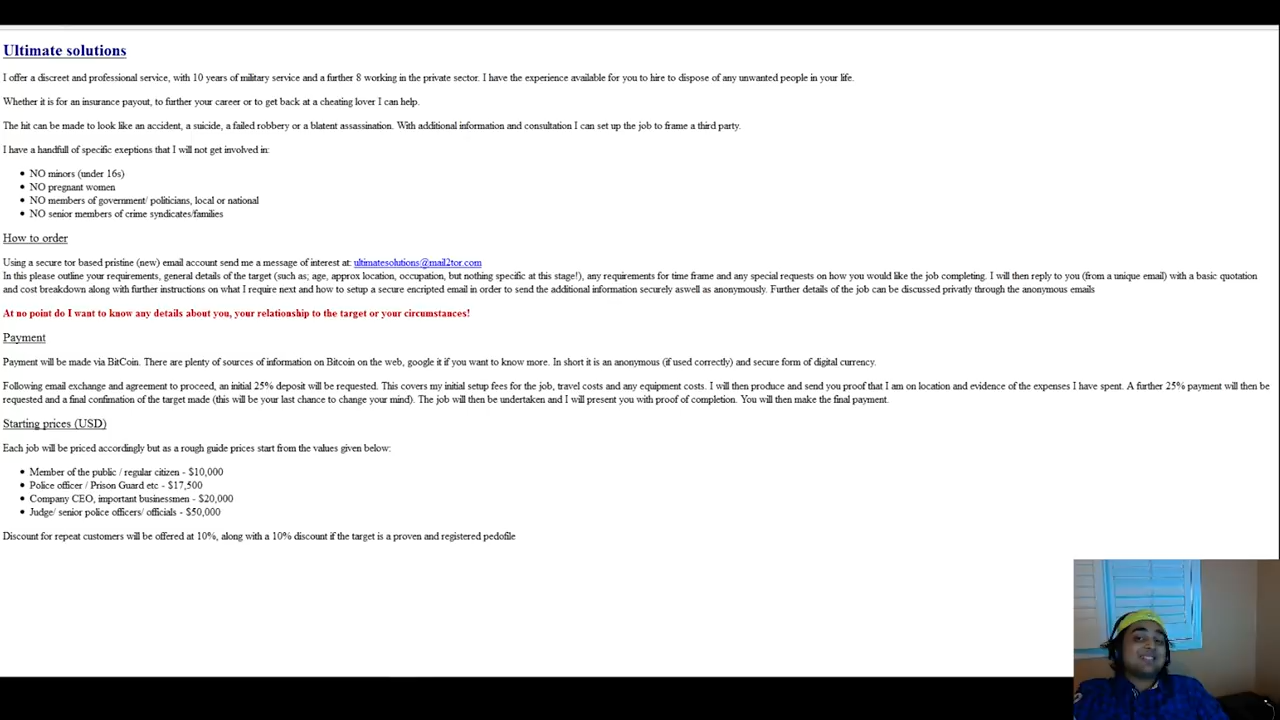 Ultimate solutions
I offer a discreet and professional service, with 10 years of military service and a further 8 working in the private sector. I have the experience available for you to hire to dispose of any unwanted people in your life.
Whether it is for an insurance payout, to further your career or to get back at a cheating lover I can help.
The hit can be made to look like an accident, a suicide, a failed robbery or a blatent assassination. With additional information and consultation I can set up the job to frame a third party.
I have a handfull of specific exeptions that I will not get involved in:
NO minors (under 16s)
NO pregnant women
NO members of government/ politicians, local or national
NO senior members of crime syndicates/families
How to order
Using a secure tor based pristine (new) email account send me a message of interest at: ultimatesolutions@mail2tor.com
In this please outline your requirements, general details of the target (such as; age, approx location, occupation, but nothing specific at this stage!), any requirements for time frame and any special requests on how you would like the job completing. I will then reply to you (from a unique email) with a basic quotation
and cost breakdown along with further instructions on what I require next and how to setup a secure encripted email in order to send the additional information securely aswell as anonymously. Further details of the job can be discussed privatly through the anonymous emails
At no point do I want to know any details about you, your relationship to the target or your circumstances!
Payment
Payment will be made via BitCoin. There are plenty of sources of information on Bitcoin on the web, google it if you want to know more. In short it is an anonymous (if used correctly) and secure form of digital currency.
Following email exchange and agreement to proceed, an initial 25% deposit will be requested. This covers my initial setup fees for the job, travel costs and any equipment costs. I will then produce and send you proof that I am on location and evidence of the expenses I have spent. A further 25% payment will then be
requested and a final confimation of the target made (this will be your last chance to change your mind). The job will then be undertaken and I will present you with proof of completion. You will then make the final payment.
Starting prices (USD)
Each job will be priced accordingly but as a rough guide prices start from the values given below:
Member of the public / regular citizen - $10,000
Police officer / Prison Guard etc - $17,500
Company CEO, important businessmen - $20,000
Judge/ senior police officers/ officials - $50,000
Discount for repeat customers will be offered at 10%, along with a 10% discount if the target is a proven and registered pedofile